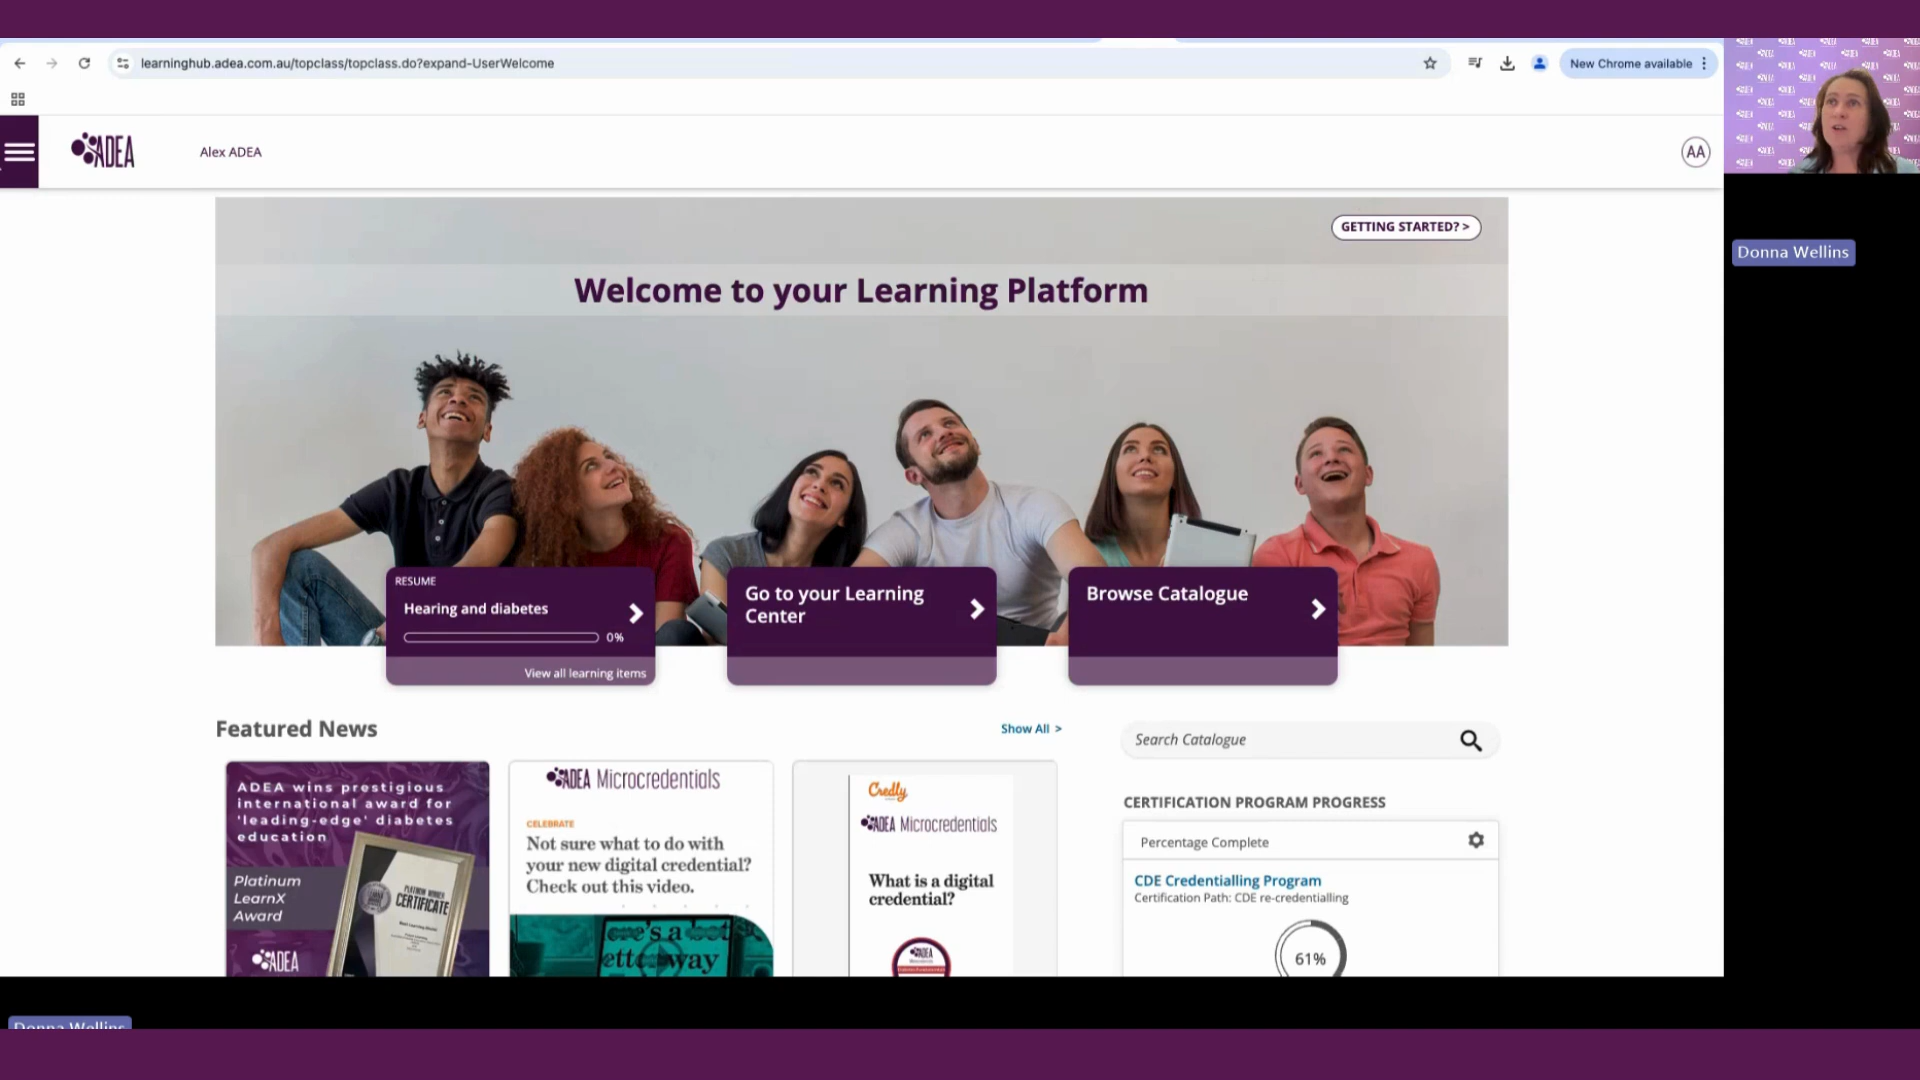 learninghub.adea.com.au/topclass/topclass.do?expand-UserWelcome
New Chrome available
ADEA
Alex ADEA
AA
GETTING STARTED? >
Welcome to your Learning Platform
RESUME
Hearing and diabetes
0%
View all learning items
Go to your Learning
Center
Browse Catalogue
Featured News
Show All >
Search Catalogue
ADEA wins prestigious
international award for
'leading-edge' diabetes
education
Platinum
LearnX
Award
CERTIFICATE
ADEA
ADEA Microcredentials
CELEBRATE
Not sure what to do with
your new digital credential?
Check out this video.
Credly
ADEA Microcredentials
What is a digital
credential?
ADEA
CERTIFICATION PROGRAM PROGRESS
Percentage Complete
CDE Credentialling Program
Certification Path: CDE re-credentialling
61%
Donna Wellins
Donna Wellins